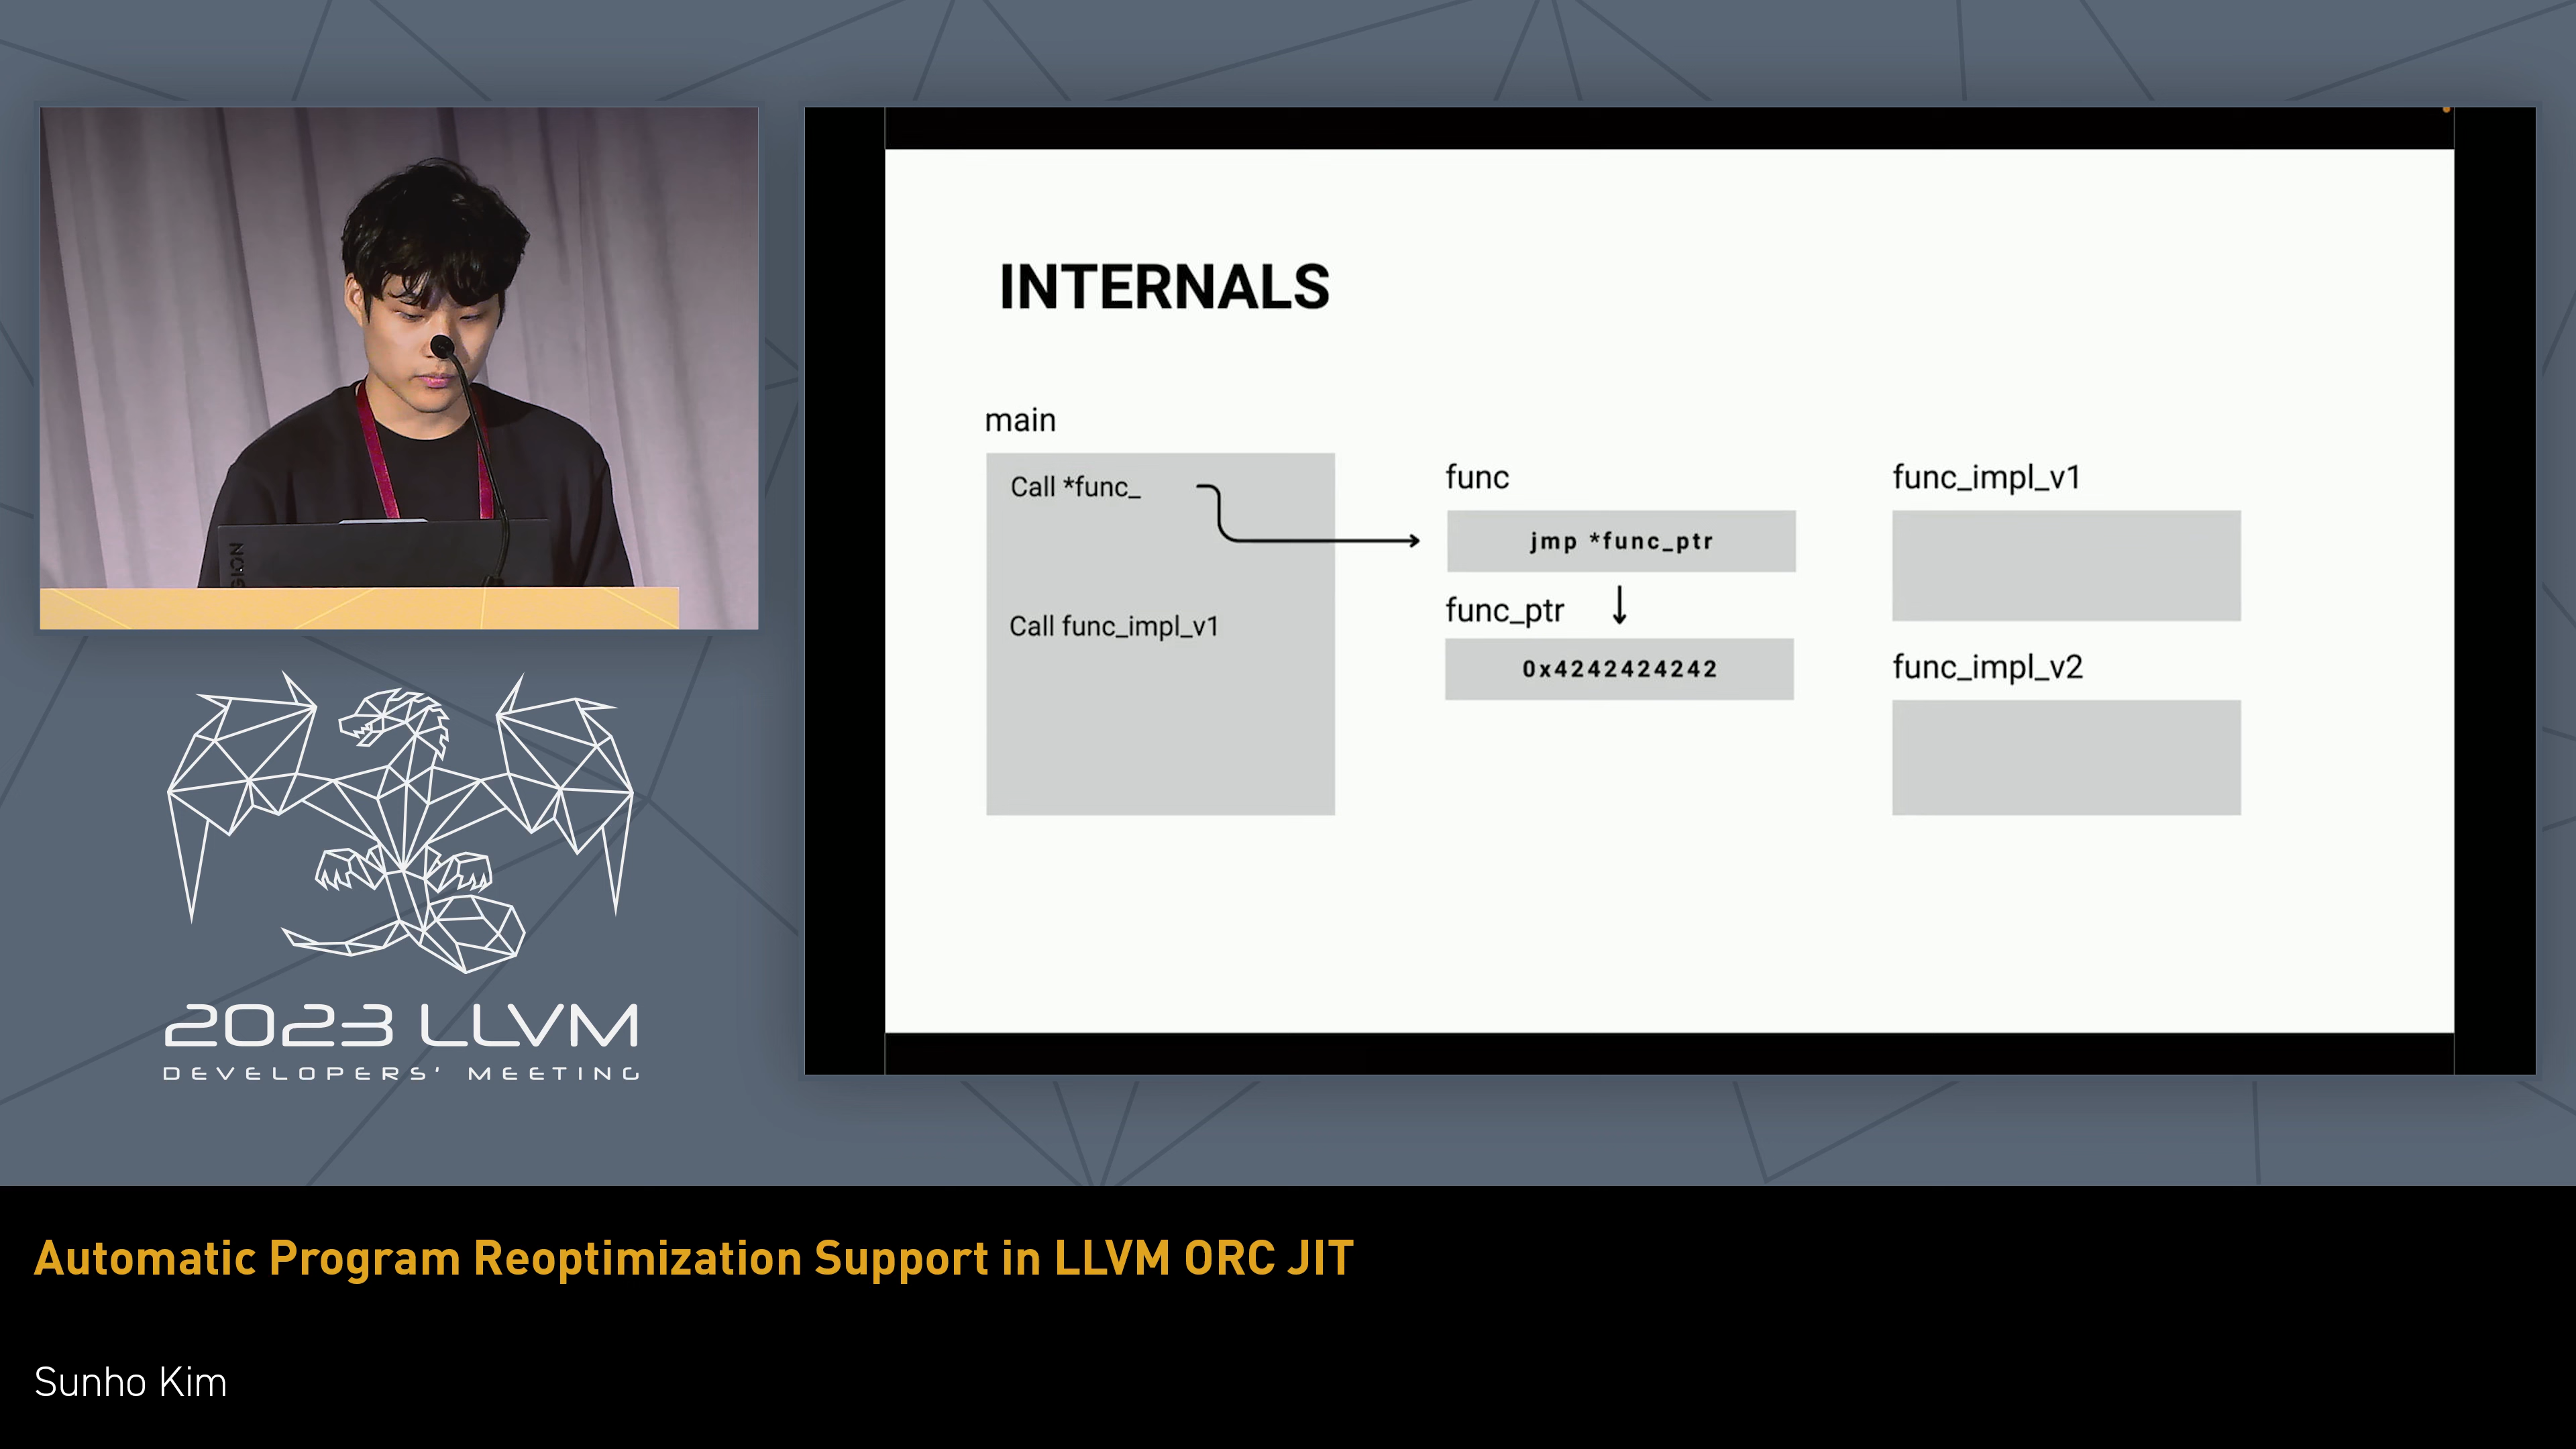 INTERNALS
main
Call *func_
Call func_impl_v1
func
jmp *func_ptr
func_ptr
0x4242424242
func_impl_v1
func_impl_v2
GION
2023 LLVM
DEVELOPERS' MEETING
Automatic Program Reoptimization Support in LLVM ORC JIT
Sunho Kim